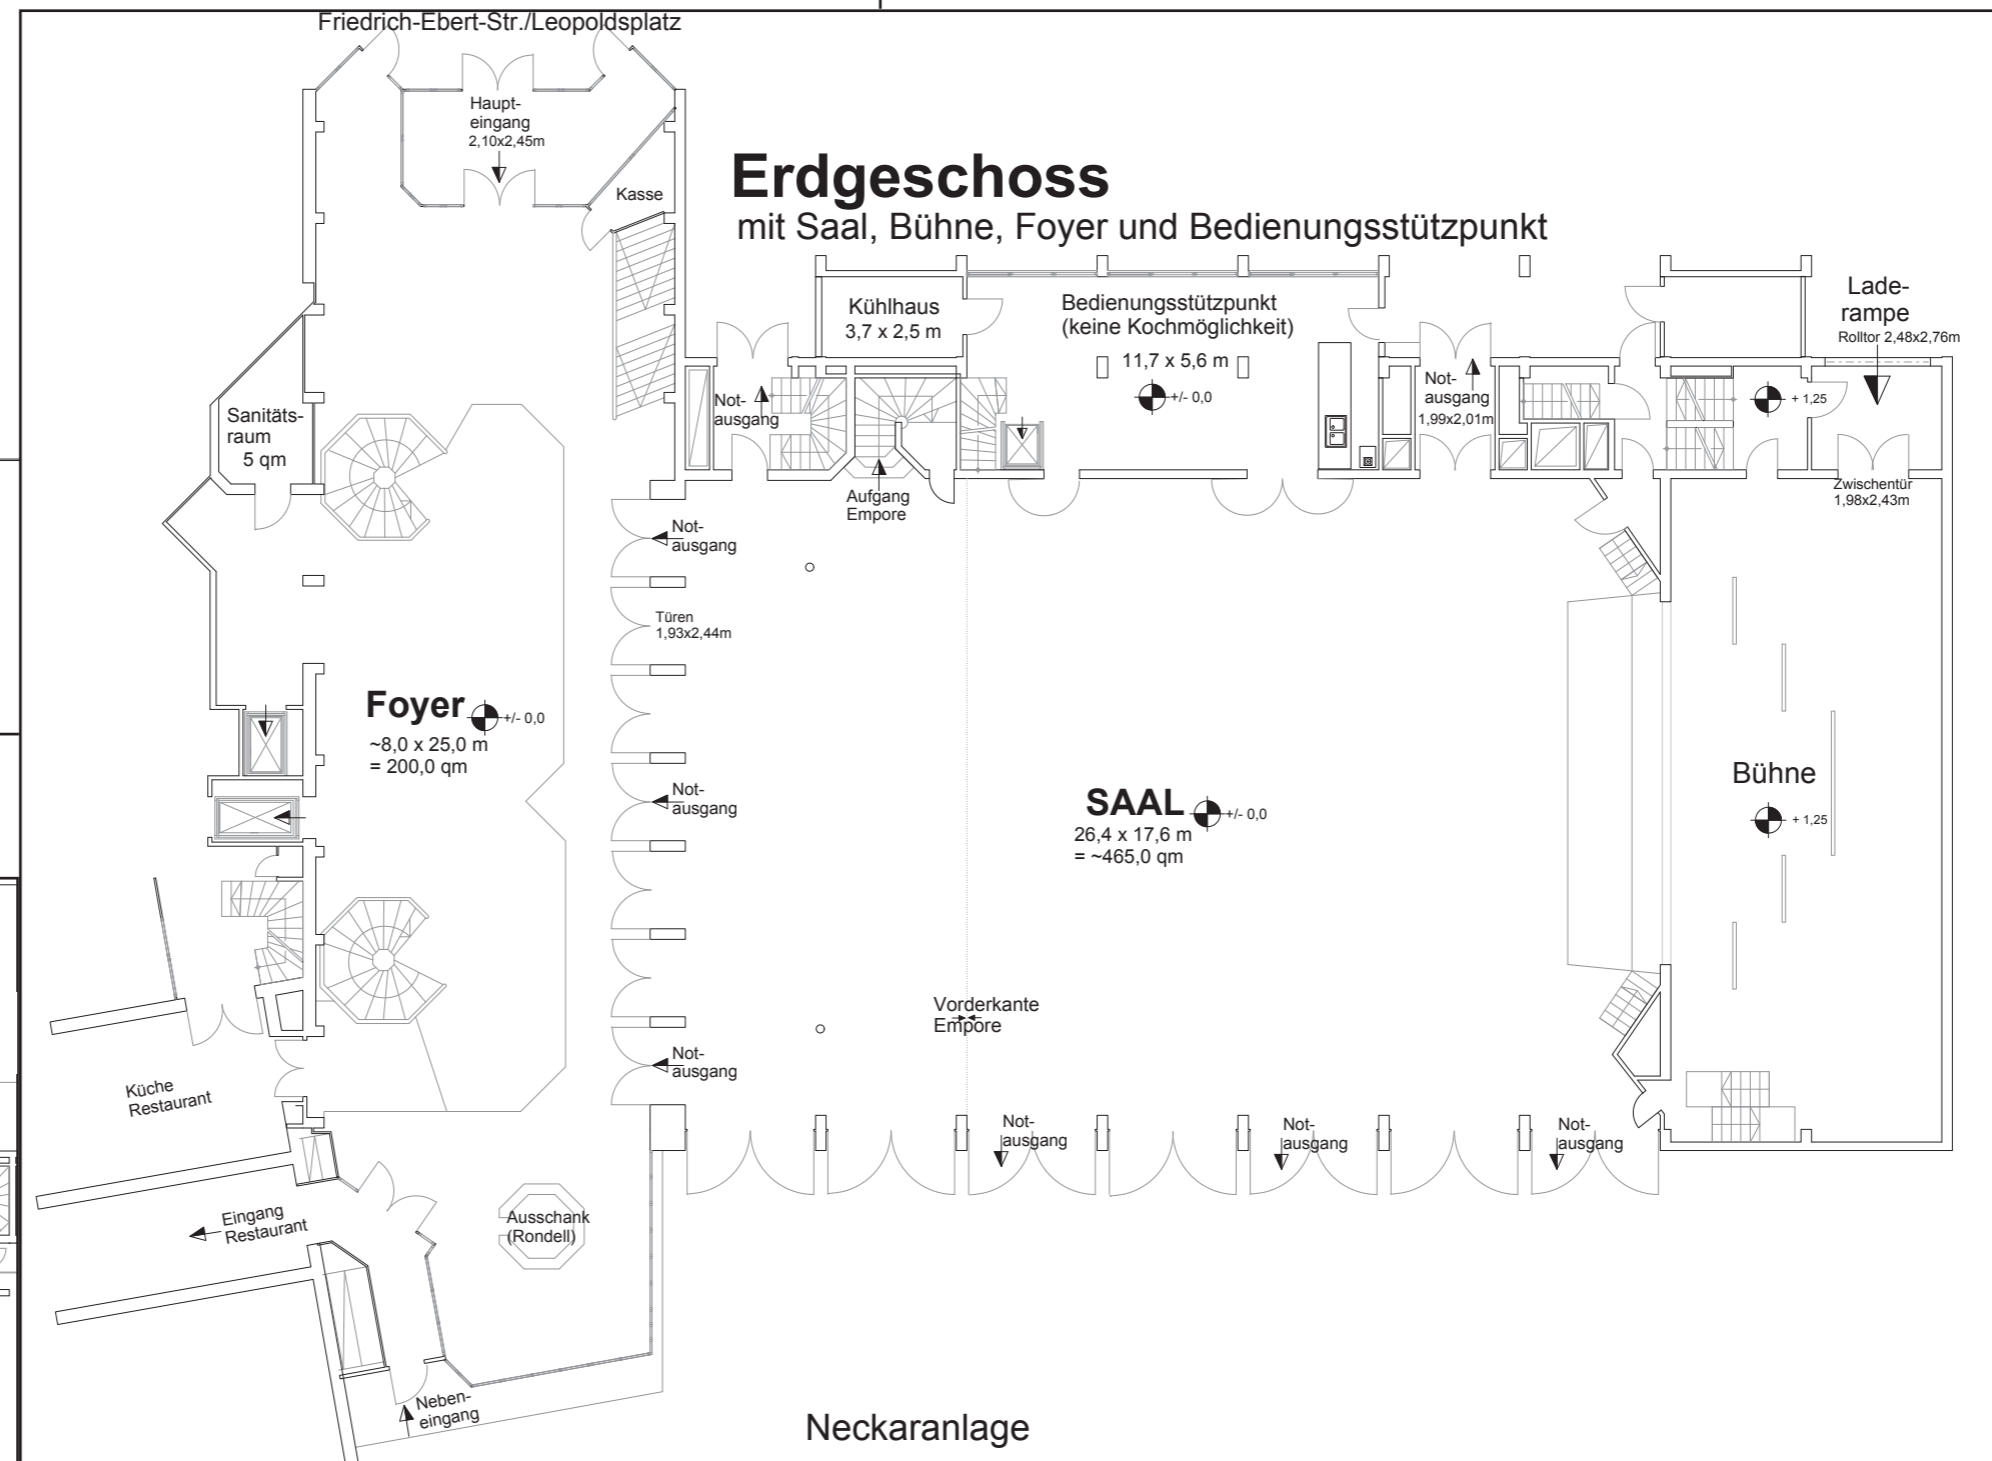 Friedrich-Ebert-Str./Leopoldsplatz
Haupt-
eingang
2,10x2,45m
Kasse
Erdgeschoss
mit Saal, Bühne, Foyer und Bedienungsstützpunkt
Kühlhaus
3,7 x 2,5 m
Bedienungsstützpunkt
(keine Kochmöglichkeit)
11,7 x 5,6 m
+/- 0,0
Lade-
rampe
Rolltor 2,48x2,76m
Not-
ausgang
Not-
ausgang
1,99x2,01m
+ 1,25
Sanitäts-
raum
5 qm
Aufgang
Empore
Zwischentür
1,98x2,43m
Not-
ausgang
Türen
1,93x2,44m
Foyer
+/- 0,0
~8,0 x 25,0 m
= 200,0 qm
Not-
ausgang
SAAL
+/- 0,0
26,4 x 17,6 m
= ~465,0 qm
Bühne
+ 1,25
Vorderkante
Empore
Not-
ausgang
Küche
Restaurant
Not-
ausgang
Not-
ausgang
Not-
ausgang
Eingang
Restaurant
Ausschank
(Rondell)
Neben-
eingang
Neckaranlage